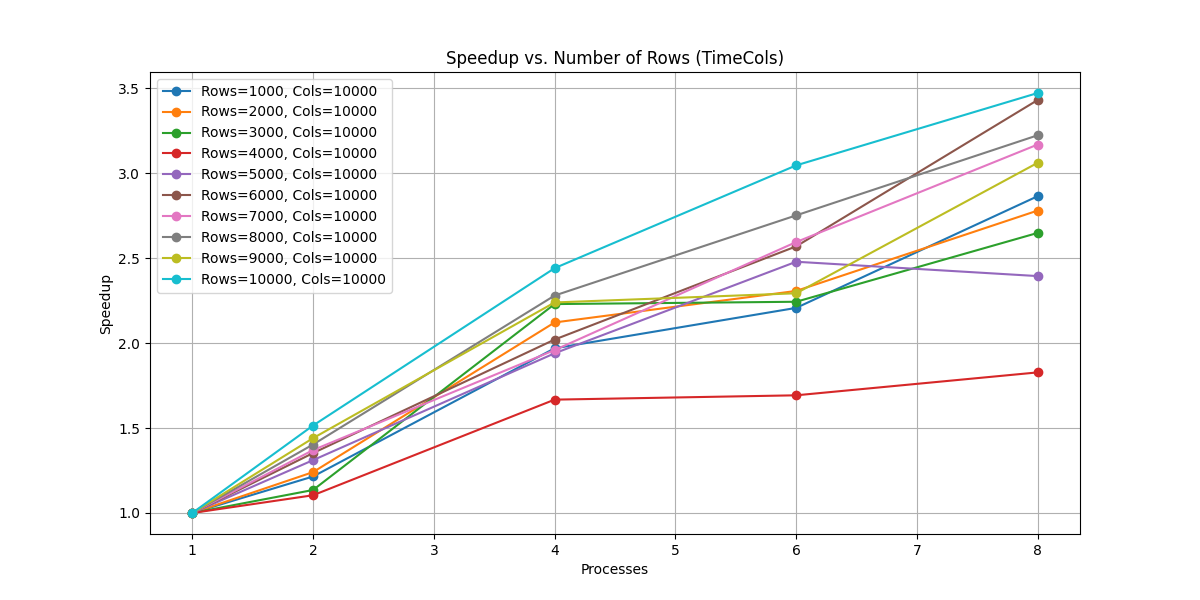 Speedup vs. Number of Rows (TimeCols)
3.5
3.0
2.5
2.0
1.5
1.0
Speedup
Rows=1000, Cols=10000
Rows=2000, Cols=10000
Rows=3000, Cols=10000
Rows=4000, Cols=10000
Rows=5000, Cols=10000
Rows=6000, Cols=10000
Rows=7000, Cols=10000
Rows=8000, Cols=10000
Rows=9000, Cols=10000
Rows=10000, Cols=10000
1 2 3 4 5 6 7 8
Processes